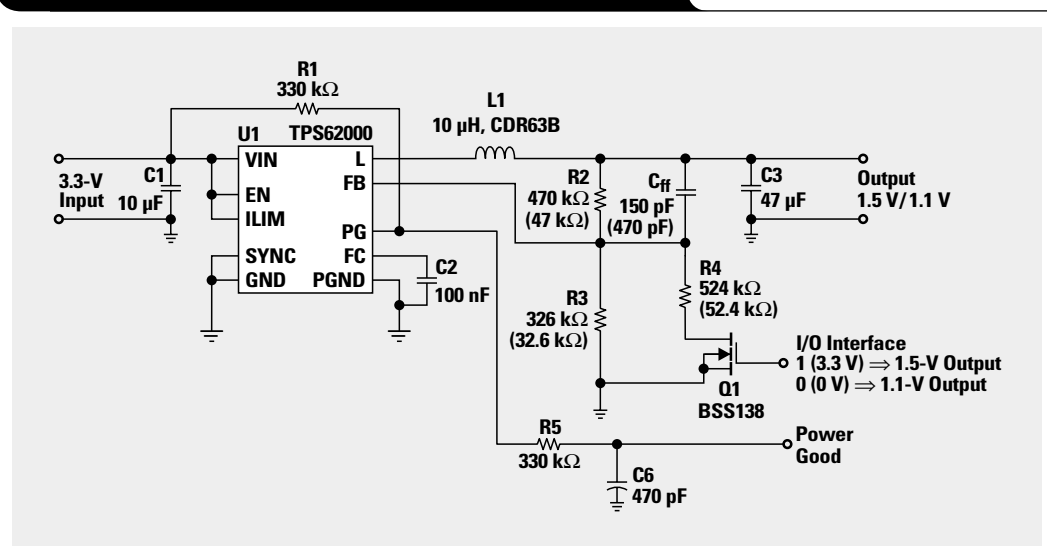 R1
330 kΩ
L1
10 µH, CDR63B
U1 TPS62000
VIN
EN
ILIM
SYNC
GND
L
FB
PG
FC
PGND
3.3-V
Input
C1
10 µF
C2
100 nF
R2
470 kΩ
(47 kΩ)
Cff
150 pF
(470 pF)
C3
47 µF
Output
1.5 V/1.1 V
R3
326 kΩ
(32.6 kΩ)
R4
524 kΩ
(52.4 kΩ)
Q1
BSS138
I/O Interface
1 (3.3 V) ⇒ 1.5-V Output
0 (0 V) ⇒ 1.1-V Output
R5
330 kΩ
C6
470 pF
Power
Good